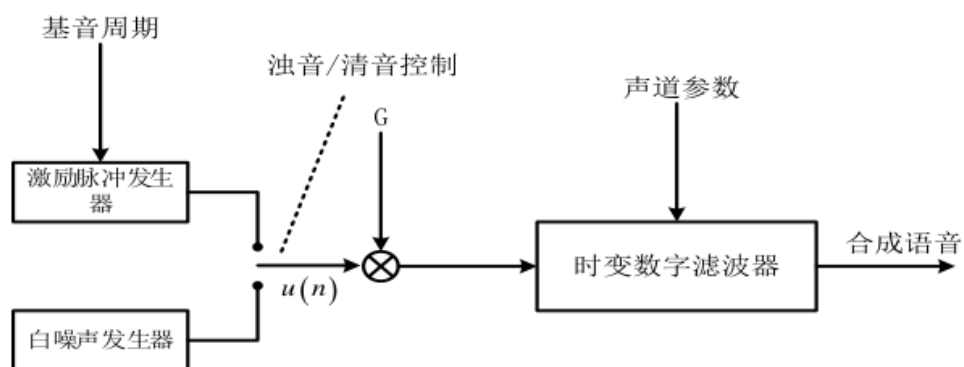 基音周期
浊音/清音控制
声道参数
G
激励脉冲发生
器
合成语音
时变数字滤波器
u(n)
白噪声发生器